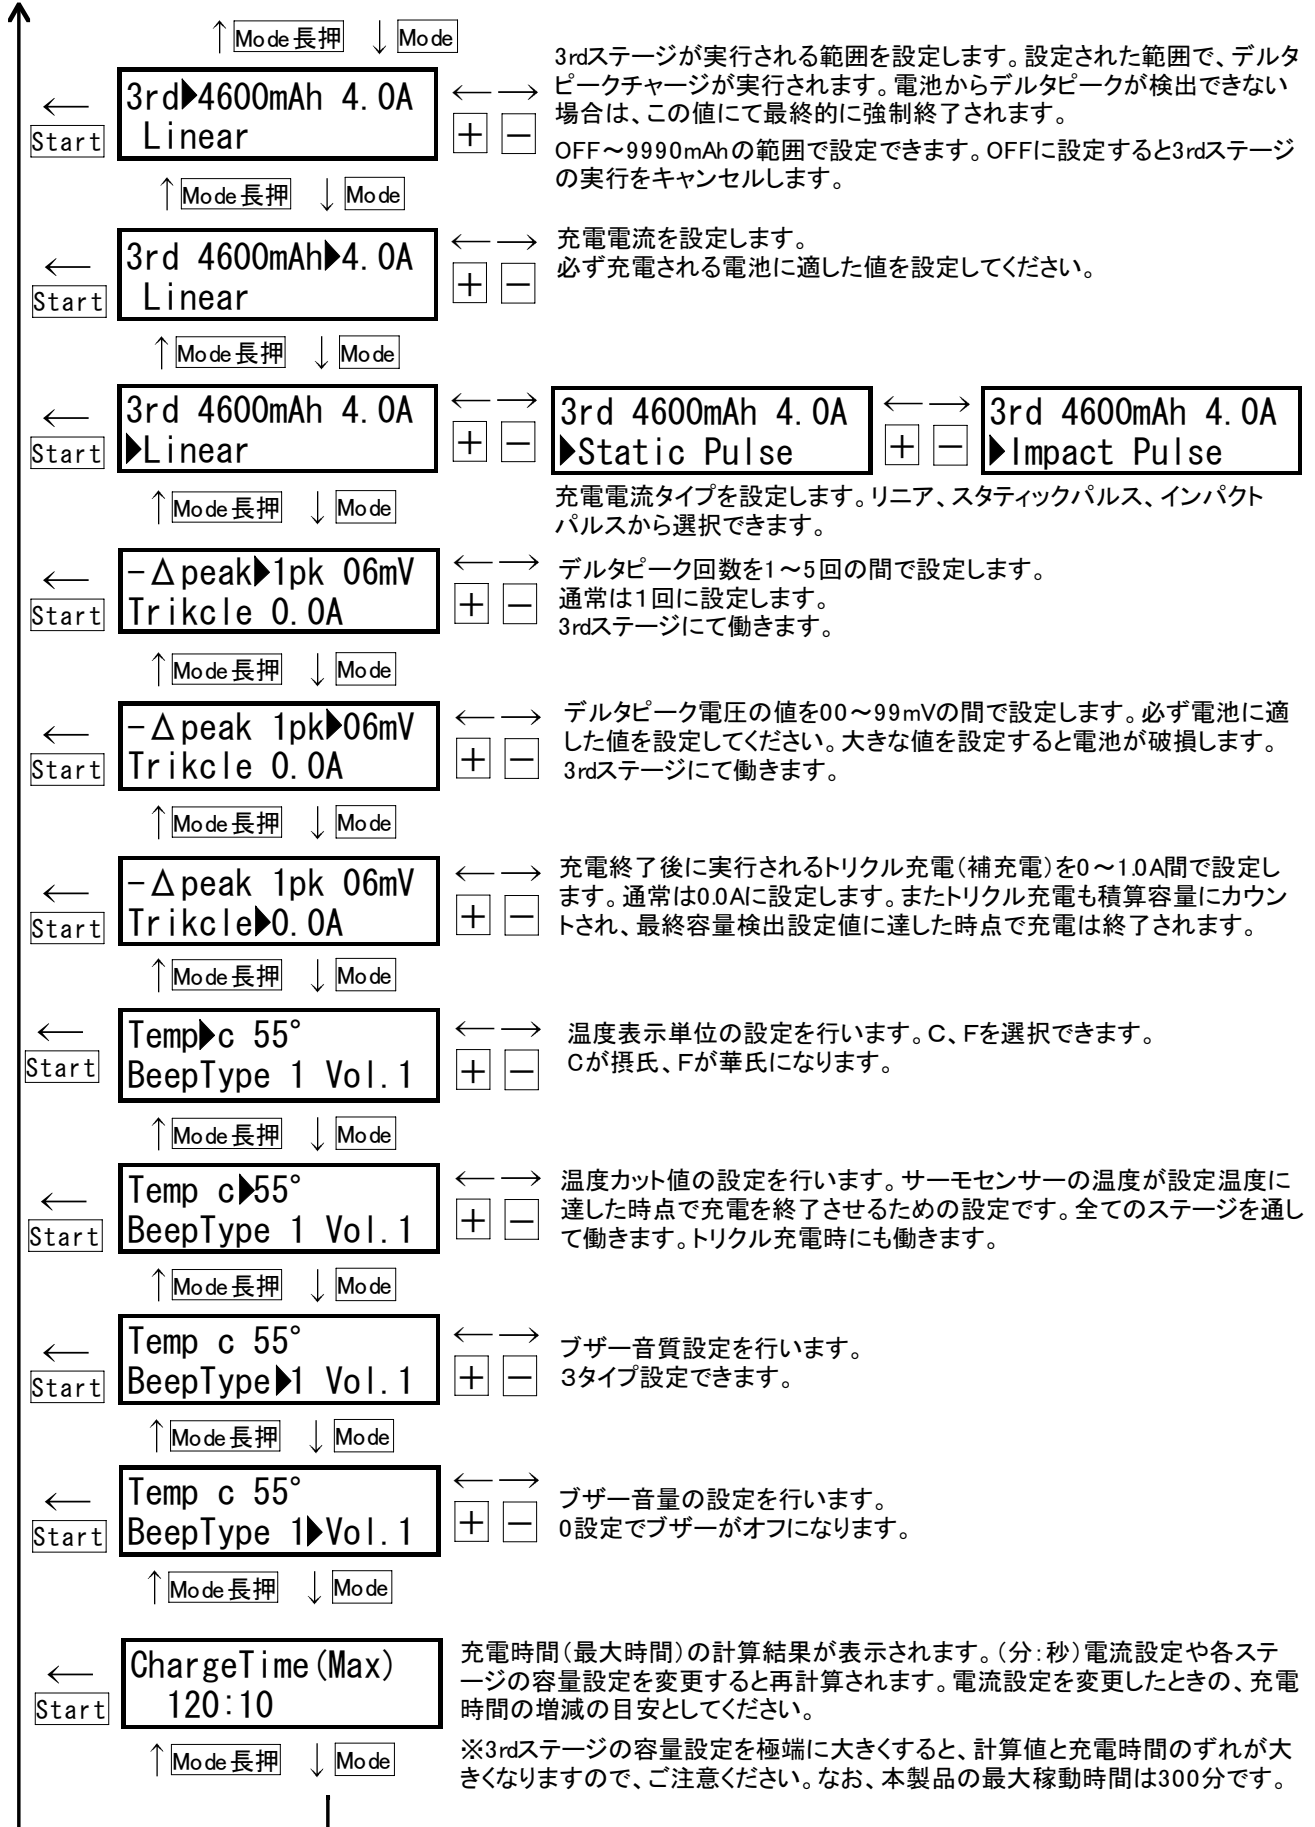 ↑ Mode長押 ↓ Mode
3rd▶4600mAh 4.0A
Linear
← Start
←→
+ −
3rdステージが実行される範囲を設定します。設定された範囲で、デルタ
ピークチャージが実行されます。電池からデルタピークが検出できない
場合は、この値にて最終的に強制終了されます。
OFF～9990mAhの範囲で設定できます。OFFに設定すると3rdステージ
の実行をキャンセルします。
↑ Mode長押 ↓ Mode
3rd 4600mAh▶4.0A
Linear
← Start
←→
+ −
充電電流を設定します。
必ず充電される電池に適した値を設定してください。
↑ Mode長押 ↓ Mode
3rd 4600mAh 4.0A
▶Linear
← Start
←→
+ −
3rd 4600mAh 4.0A
▶Static Pulse
←→
+ −
3rd 4600mAh 4.0A
▶Impact Pulse
充電電流タイプを設定します。リニア、スタティックパルス、インパクト
パルスから選択できます。
↑ Mode長押 ↓ Mode
-Δpeak▶1pk 06mV
Trikcle 0.0A
← Start
←→
+ −
デルタピーク回数を1～5回の間で設定します。
通常は１回に設定します。
3rdステージにて働きます。
↑ Mode長押 ↓ Mode
-Δpeak 1pk▶06mV
Trikcle 0.0A
← Start
←→
+ −
デルタピーク電圧の値を00～99mVの間で設定します。必ず電池に適
した値を設定してください。大きな値を設定すると電池が破損します。
3rdステージにて働きます。
↑ Mode長押 ↓ Mode
-Δpeak 1pk 06mV
Trikcle▶0.0A
← Start
←→
+ −
充電終了後に実行されるトリクル充電（補充電）を0～1.0A間で設定し
ます。通常は0.0Aに設定します。またトリクル充電も積算容量にカウン
トされ、最終容量検出設定値に達した時点で充電は終了されます。
↑ Mode長押 ↓ Mode
Temp▶c 55°
BeepType 1 Vol.1
← Start
←→
+ −
温度表示単位の設定を行います。Ｃ、Ｆを選択できます。
Ｃが摂氏、Ｆが華氏になります。
↑ Mode長押 ↓ Mode
Temp c▶55°
BeepType 1 Vol.1
← Start
←→
+ −
温度カット値の設定を行います。サーモセンサーの温度が設定温度に
達した時点で充電を終了させるための設定です。全てのステージを通し
て働きます。トリクル充電時にも働きます。
↑ Mode長押 ↓ Mode
Temp c 55°
BeepType▶1 Vol.1
← Start
←→
+ −
ブザー音質設定を行います。
３タイプ設定できます。
↑ Mode長押 ↓ Mode
Temp c 55°
BeepType 1▶Vol.1
← Start
←→
+ −
ブザー音量の設定を行います。
0設定でブザーがオフになります。
↑ Mode長押 ↓ Mode
ChargeTime(Max)
120:10
← Start
充電時間（最大時間）の計算結果が表示されます。（分：秒）電流設定や各ステ
ージの容量設定を変更すると再計算されます。電流設定を変更したときの、充電
時間の増減の目安としてください。
※3rdステージの容量設定を極端に大きくすると、計算値と充電時間のずれが大
きくなりますので、ご注意ください。なお、本製品の最大稼動時間は300分です。
↑ Mode長押 ↓ Mode